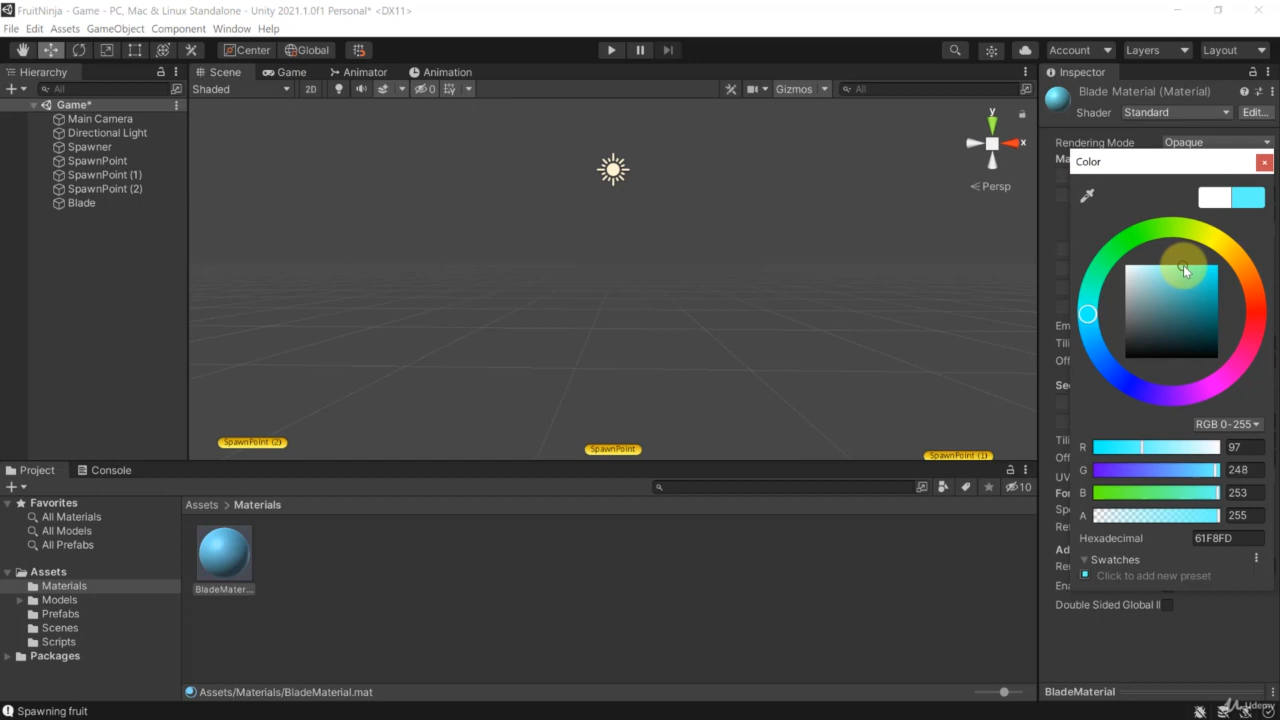 FruitNinja - Game - PC, Mac & Linux Standalone - Unity 2021.1.0f1 Personal* <DX11>
File Edit Assets GameObject Component Window Help
Center Global Account Layers Layout
Hierarchy Scene Game Animator Animation Inspector
All Shaded 2D 0 Gizmos All Blade Material (Material)
Game*
Shader Standard Edit...
Main Camera
Directional Light
Spawner
SpawnPoint
SpawnPoint (1)
SpawnPoint (2)
Blade
y
x
Persp
Rendering Mode Opaque
Color
RGB 0-255
R 97
G 248
B 253
A 255
Hexadecimal 61F8FD
Swatches
Click to add new preset
Double Sided Global I
SpawnPoint (2) SpawnPoint SpawnPoint (1)
Project Console
10
Favorites
All Materials
All Models
All Prefabs
Assets
Materials
Models
Prefabs
Scenes
Scripts
Packages
Assets > Materials
BladeMater...
Assets/Materials/BladeMaterial.mat
BladeMaterial
Spawning fruit
Udemy